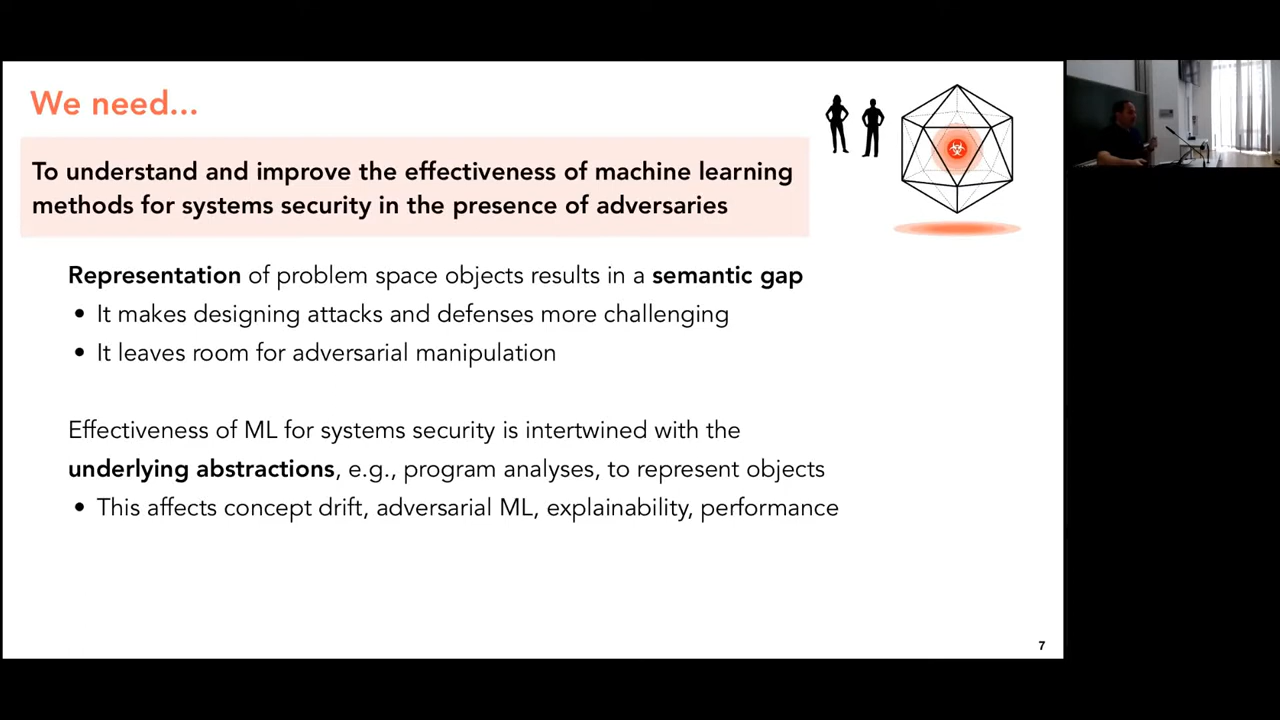 We need...
To understand and improve the effectiveness of machine learning
methods for systems security in the presence of adversaries
Representation of problem space objects results in a semantic gap
• It makes designing attacks and defenses more challenging
• It leaves room for adversarial manipulation
Effectiveness of ML for systems security is intertwined with the
underlying abstractions, e.g., program analyses, to represent objects
• This affects concept drift, adversarial ML, explainability, performance
7